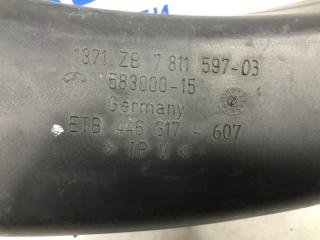 1371 ZB 7 811 597-03
583000-15
Germany
ETB 446 317 - 607
> TP V <